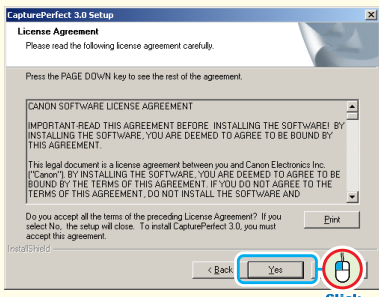 CapturePerfect 3.0 Setup
License Agreement
Please read the following license agreement carefully.
Press the PAGE DOWN key to see the rest of the agreement.
CANON SOFTWARE LICENSE AGREEMENT
IMPORTANT-READ THIS AGREEMENT BEFORE INSTALLING THE SOFTWARE! BY
INSTALLING THE SOFTWARE, YOU ARE DEEMED TO AGREE TO BE BOUND BY
THIS AGREEMENT.
This legal document is a license agreement between you and Canon Electronics Inc.
("Canon"). BY INSTALLING THE SOFTWARE, YOU ARE DEEMED TO AGREE TO BE
BOUND BY THE TERMS OF THIS AGREEMENT. IF YOU DO NOT AGREE TO THE
TERMS OF THIS AGREEMENT, DO NOT INSTALL THE SOFTWARE AND
Do you accept all the terms of the preceding License Agreement? If you
select No, the setup will close. To install CapturePerfect 3.0, you must
accept this agreement.
Print
InstallShield
< Back
Yes
Click